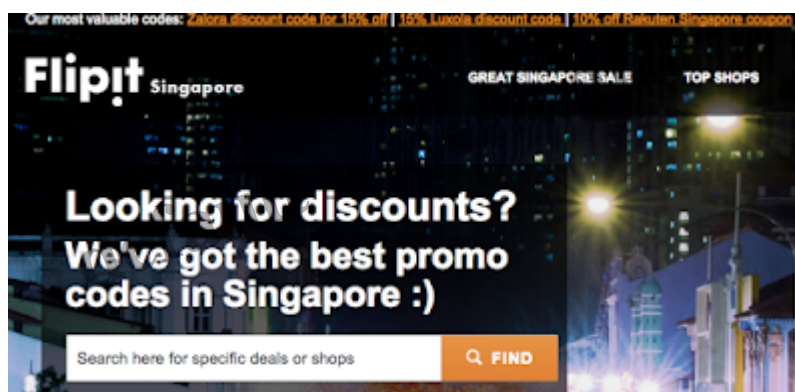 Our most valuable codes: Zalora discount code for 15% off | 15% Luxola discount code | 10% off Rakuten Singapore coupon
Flipit Singapore
GREAT SINGAPORE SALE TOP SHOPS
Looking for discounts?
We've got the best promo
codes in Singapore :)
Search here for specific deals or shops FIND